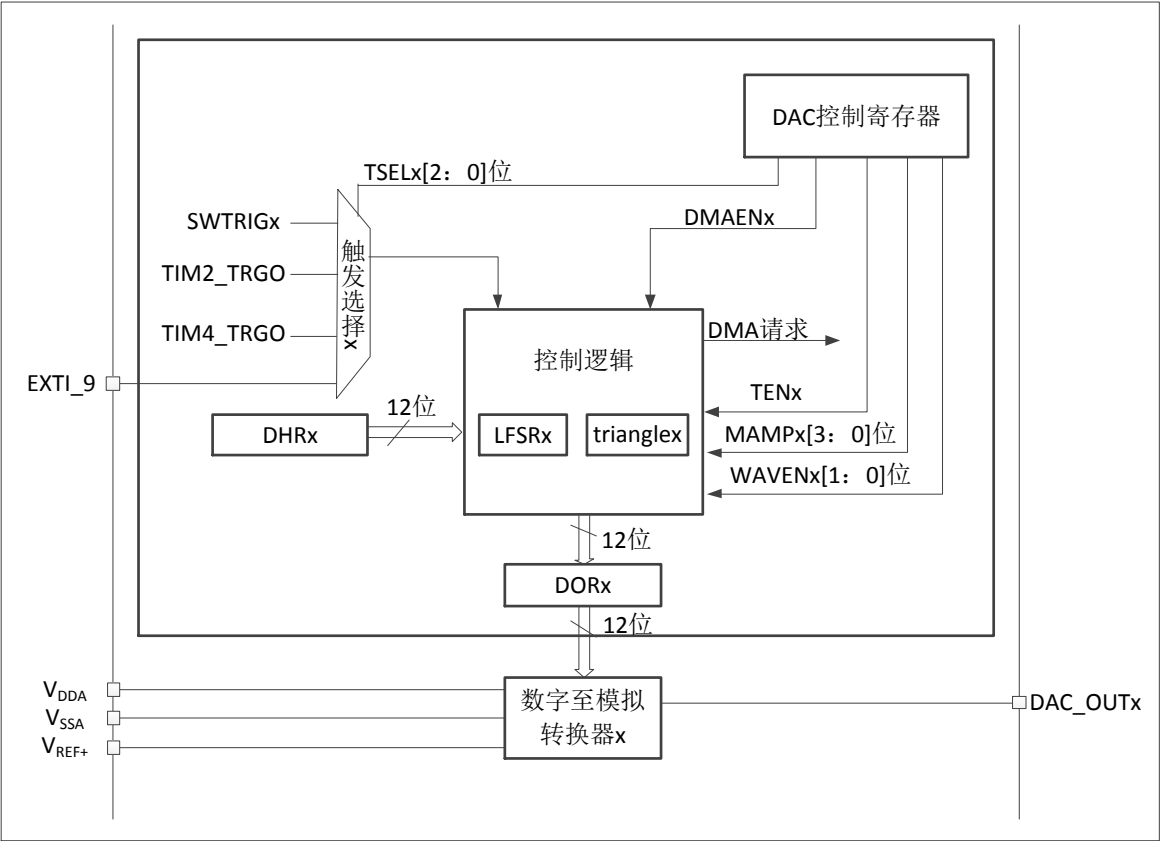 DAC控制寄存器
TSELx[2：0]位
SWTRIGx
DMAENx
TIM2_TRGO
触发选择x
TIM4_TRGO
DMA请求
控制逻辑
EXTI_9
TENx
12位
DHRx
LFSRx
trianglex
MAMPx[3：0]位
WAVENx[1：0]位
12位
DORx
12位
VDDA
VSSA
VREF+
数字至模拟
转换器x
DAC_OUTx